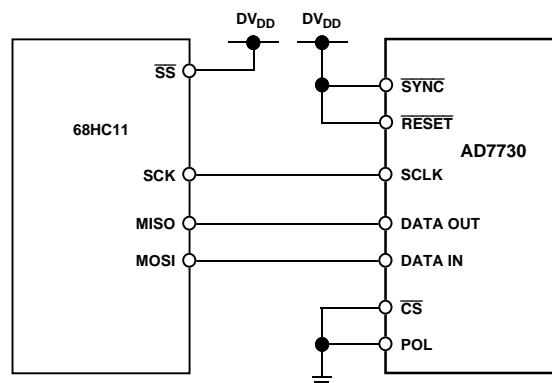 DVDD
DVDD
SS
SYNC
68HC11
RESET
AD7730
SCK
SCLK
MISO
DATA OUT
MOSI
DATA IN
CS
POL